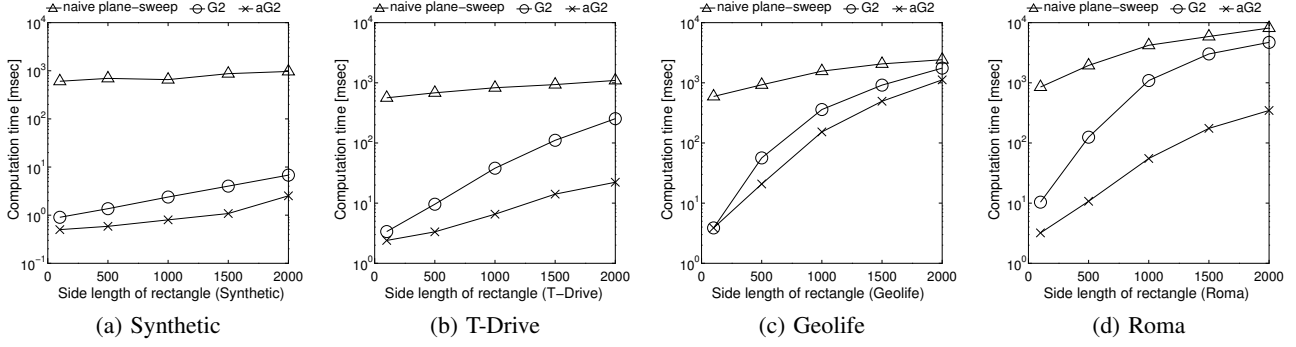 naive plane−sweep G2 aG2
Computation time [msec]
10^4
10^3
10^2
10^1
10^0
10^−1
0 500 1000 1500 2000
Side length of rectangle (Synthetic)
(a) Synthetic
naive plane−sweep G2 aG2
Computation time [msec]
10^4
10^3
10^2
10^1
10^0
0 500 1000 1500 2000
Side length of rectangle (T−Drive)
(b) T-Drive
naive plane−sweep G2 aG2
Computation time [msec]
10^4
10^3
10^2
10^1
10^0
0 500 1000 1500 2000
Side length of rectangle (Geolife)
(c) Geolife
naive plane−sweep G2 aG2
Computation time [msec]
10^4
10^3
10^2
10^1
10^0
0 500 1000 1500 2000
Side length of rectangle (Roma)
(d) Roma